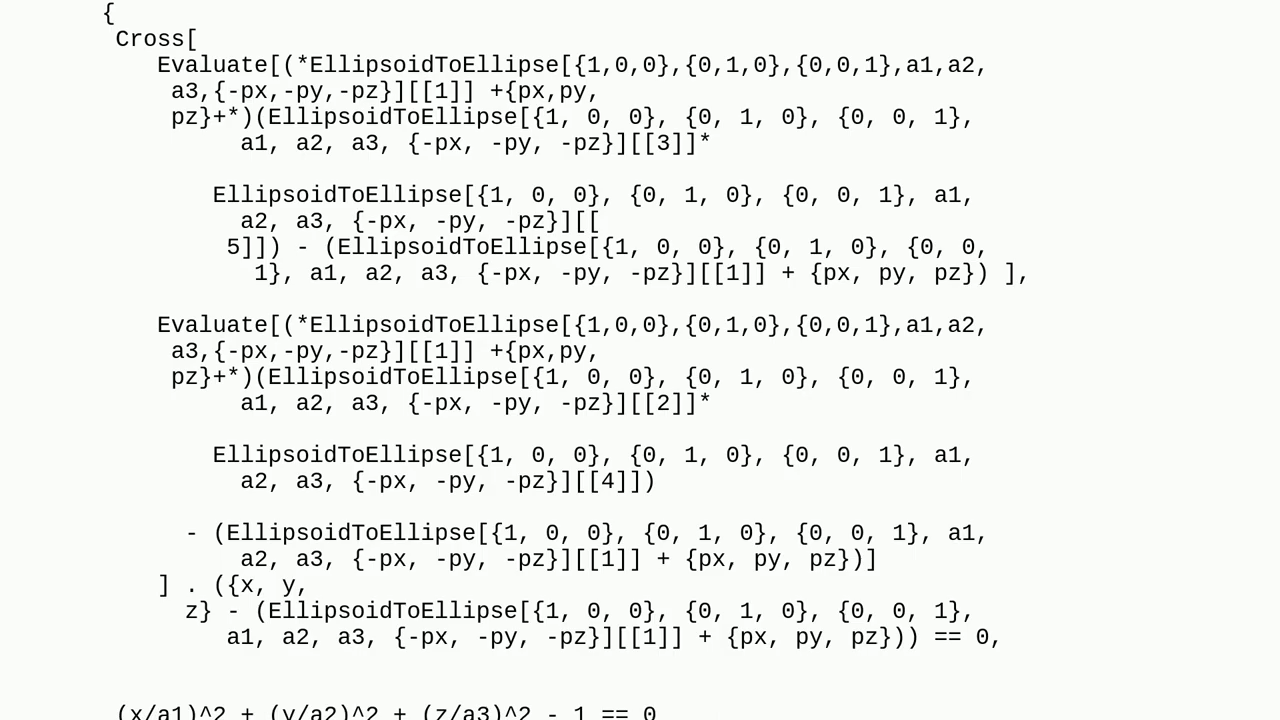 {
Cross[
Evaluate[(*EllipsoidToEllipse[{1,0,0},{0,1,0},{0,0,1},a1,a2,
a3,{-px,-py,-pz}][[1]] +{px,py,
pz}+*)(EllipsoidToEllipse[{1, 0, 0}, {0, 1, 0}, {0, 0, 1},
a1, a2, a3, {-px, -py, -pz}][[3]]*
EllipsoidToEllipse[{1, 0, 0}, {0, 1, 0}, {0, 0, 1}, a1,
a2, a3, {-px, -py, -pz}][[
5]]) - (EllipsoidToEllipse[{1, 0, 0}, {0, 1, 0}, {0, 0,
1}, a1, a2, a3, {-px, -py, -pz}][[1]] + {px, py, pz}) ],
Evaluate[(*EllipsoidToEllipse[{1,0,0},{0,1,0},{0,0,1},a1,a2,
a3,{-px,-py,-pz}][[1]] +{px,py,
pz}+*)(EllipsoidToEllipse[{1, 0, 0}, {0, 1, 0}, {0, 0, 1},
a1, a2, a3, {-px, -py, -pz}][[2]]*
EllipsoidToEllipse[{1, 0, 0}, {0, 1, 0}, {0, 0, 1}, a1,
a2, a3, {-px, -py, -pz}][[4]])
- (EllipsoidToEllipse[{1, 0, 0}, {0, 1, 0}, {0, 0, 1}, a1,
a2, a3, {-px, -py, -pz}][[1]] + {px, py, pz})]
] . ({x, y,
z} - (EllipsoidToEllipse[{1, 0, 0}, {0, 1, 0}, {0, 0, 1},
a1, a2, a3, {-px, -py, -pz}][[1]] + {px, py, pz})) == 0,
(x/a1)^2 + (y/a2)^2 + (z/a3)^2 - 1 == 0